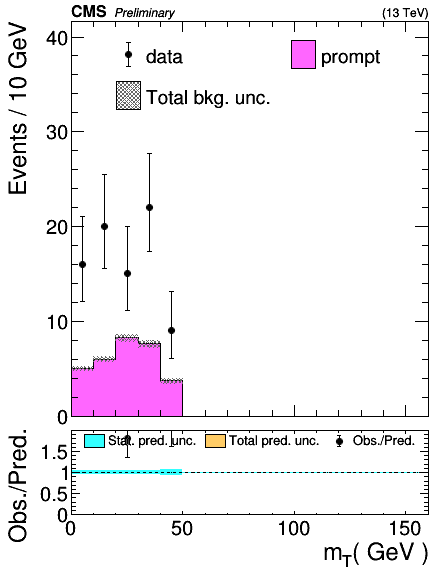 CMS Preliminary (13 TeV)
Events / 10 GeV
40
30
20
10
0
data
prompt
Total bkg. unc.
Obs./Pred.
1.5
1
0.5
0
Stat. pred. unc. Total pred. unc. Obs./Pred.
0 50 100 150
mT( GeV )